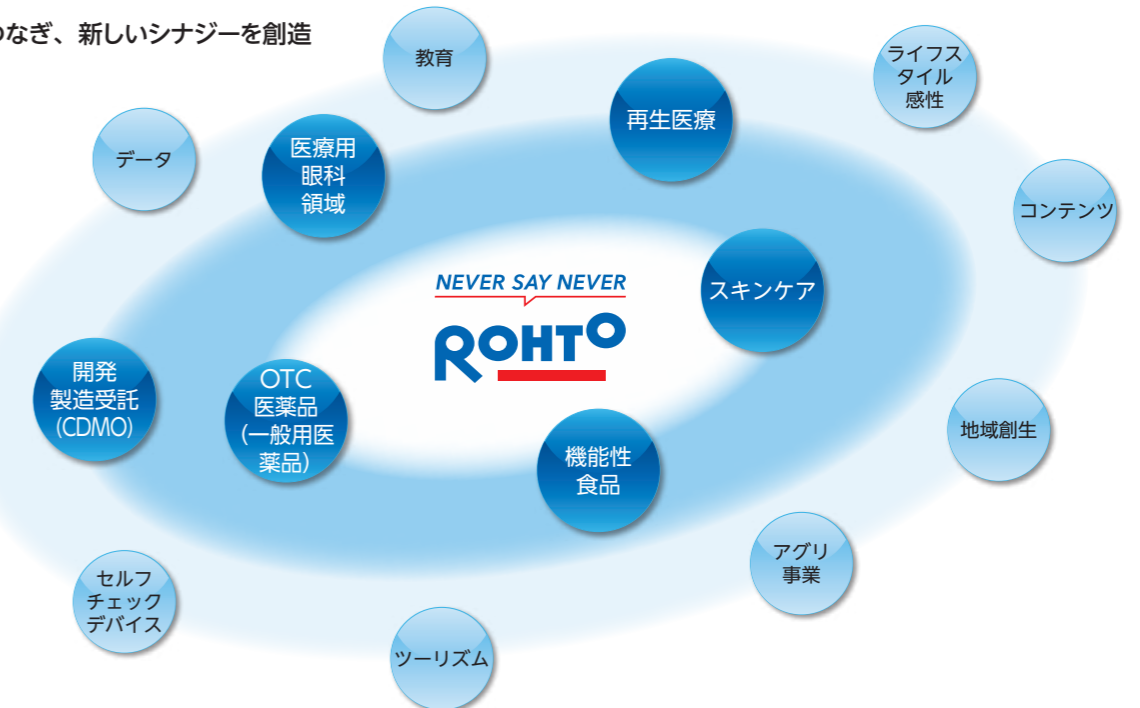 なぎ、新しいシナジーを創造
教育
ライフス
タイル
感性
再生医療
医療用
眼科
領域
データ
コンテンツ
NEVER SAY NEVER
ROHTO
スキンケア
開発
製造受託
(CDMO)
OTC
医薬品
(一般用医
薬品)
機能性
食品
地域創生
アグリ
事業
セルフ
チェック
デバイス
ツーリズム